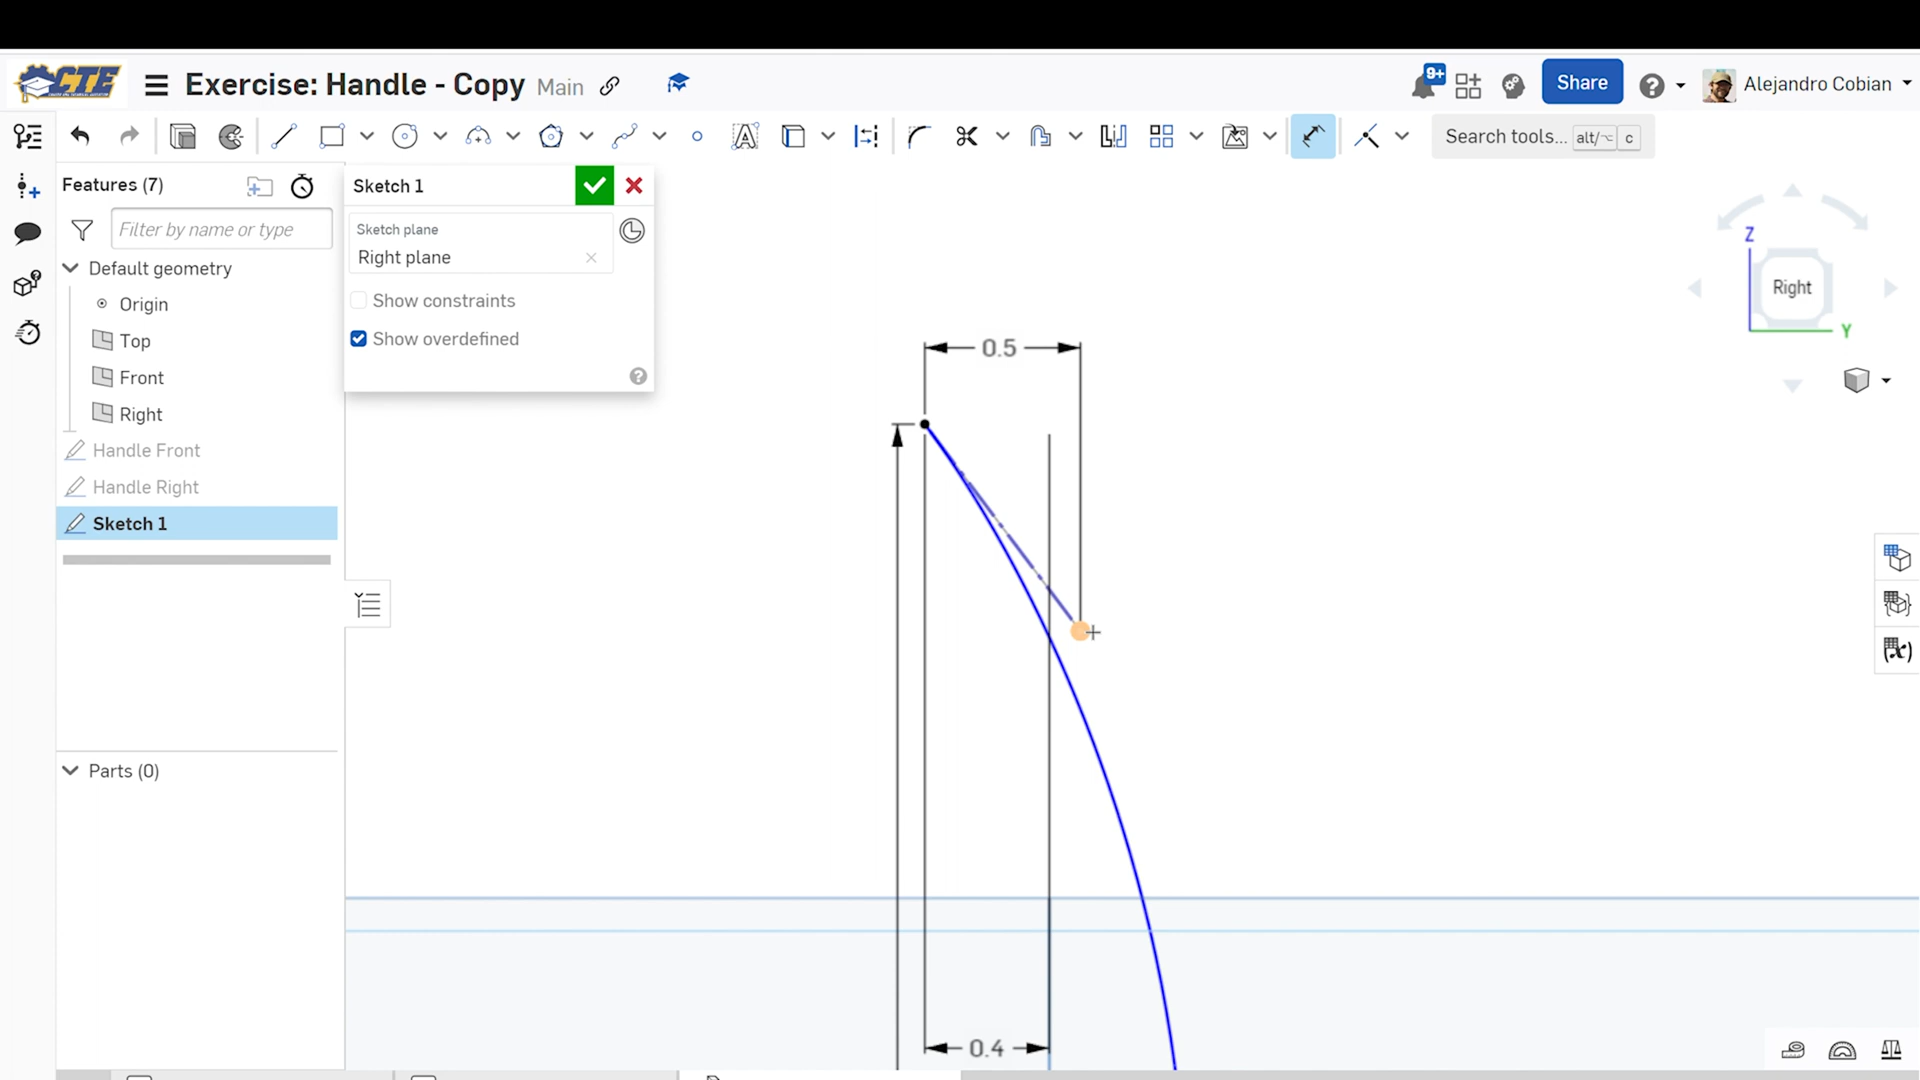 CTE
Exercise: Handle - Copy Main
9+
Share
Alejandro Cobian
Search tools... alt/⌥ c
Features (7)
Filter by name or type
Default geometry
Origin
Top
Front
Right
Handle Front
Handle Right
Sketch 1
Parts (0)
Sketch 1
Sketch plane
Right plane
Show constraints
Show overdefined
0.5
0.4
Z
Right
Y
(x)